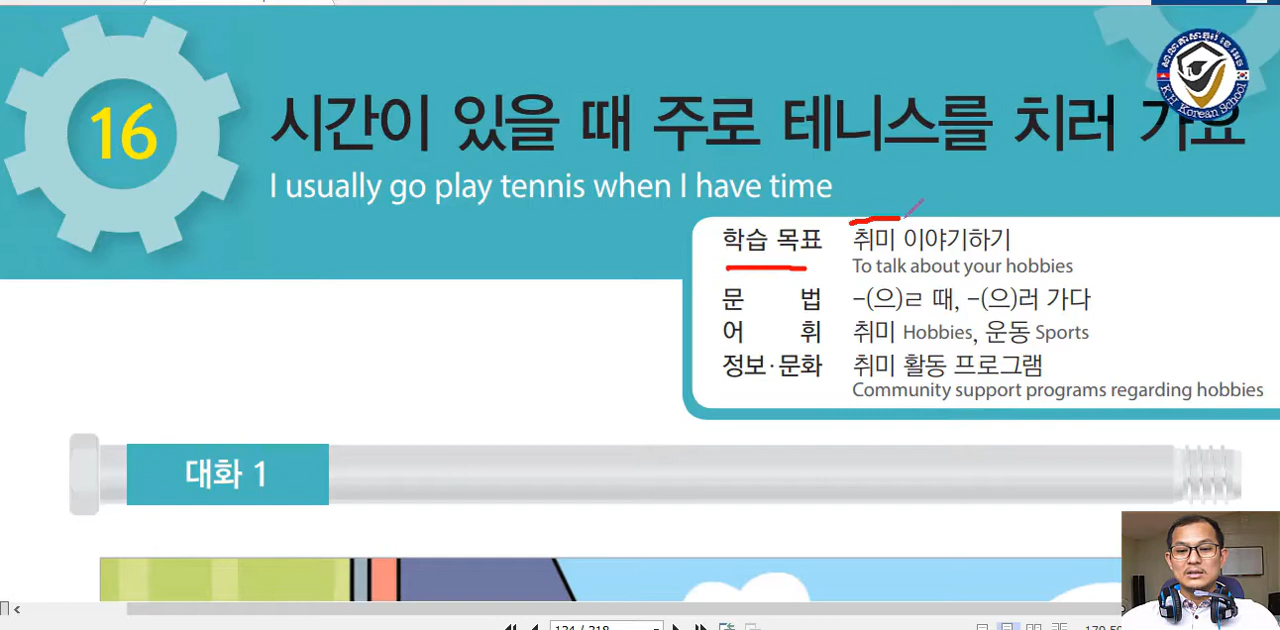 16
시간이 있을 때 주로 테니스를 치러 가요
I usually go play tennis when I have time
학습 목표 취미 이야기하기
To talk about your hobbies
문 법 -(으)ㄹ 때, -(으)러 가다
어 휘 취미 Hobbies, 운동 Sports
정보·문화 취미 활동 프로그램
Community support programs regarding hobbies
대화 1
KH Korean School